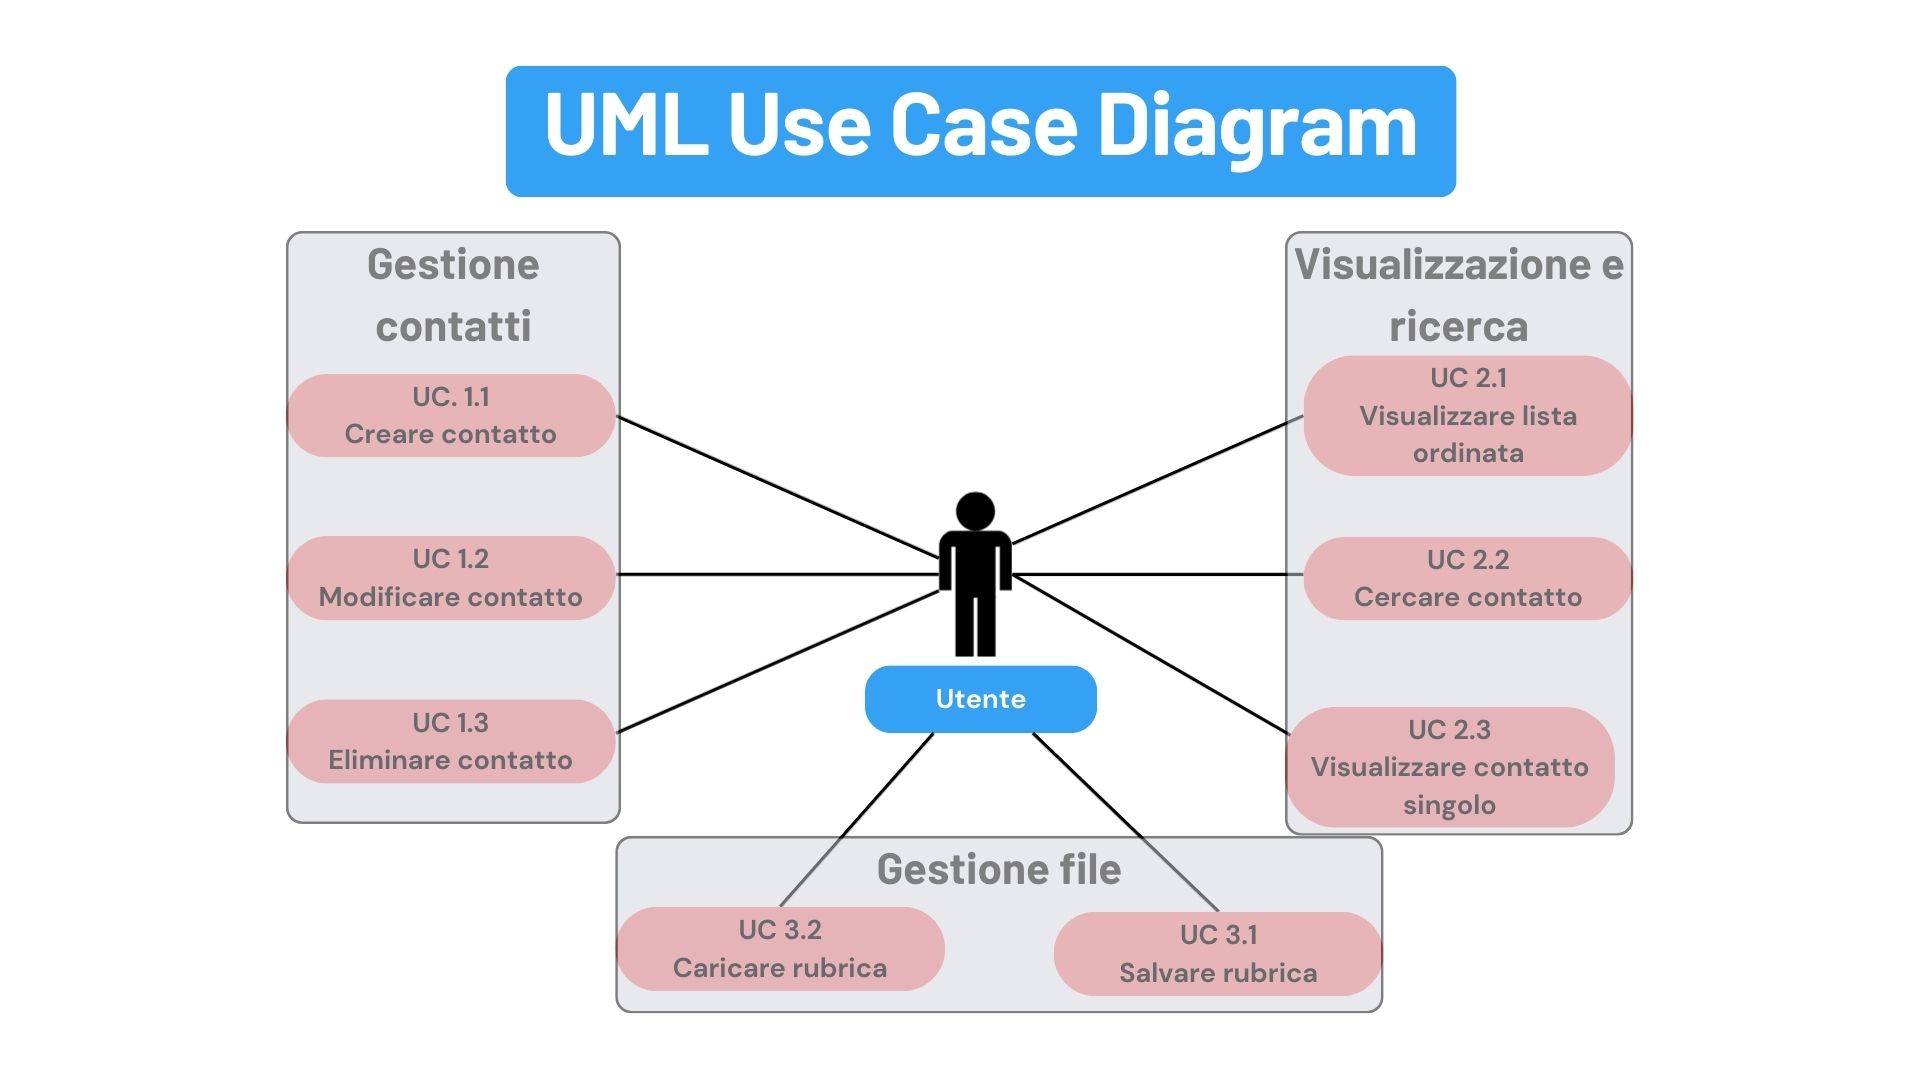 UML Use Case Diagram
Gestione
contatti
UC. 1.1
Creare contatto
UC 1.2
Modificare contatto
UC 1.3
Eliminare contatto
Visualizzazione e
ricerca
UC 2.1
Visualizzare lista
ordinata
UC 2.2
Cercare contatto
UC 2.3
Visualizzare contatto
singolo
Utente
Gestione file
UC 3.2
Caricare rubrica
UC 3.1
Salvare rubrica